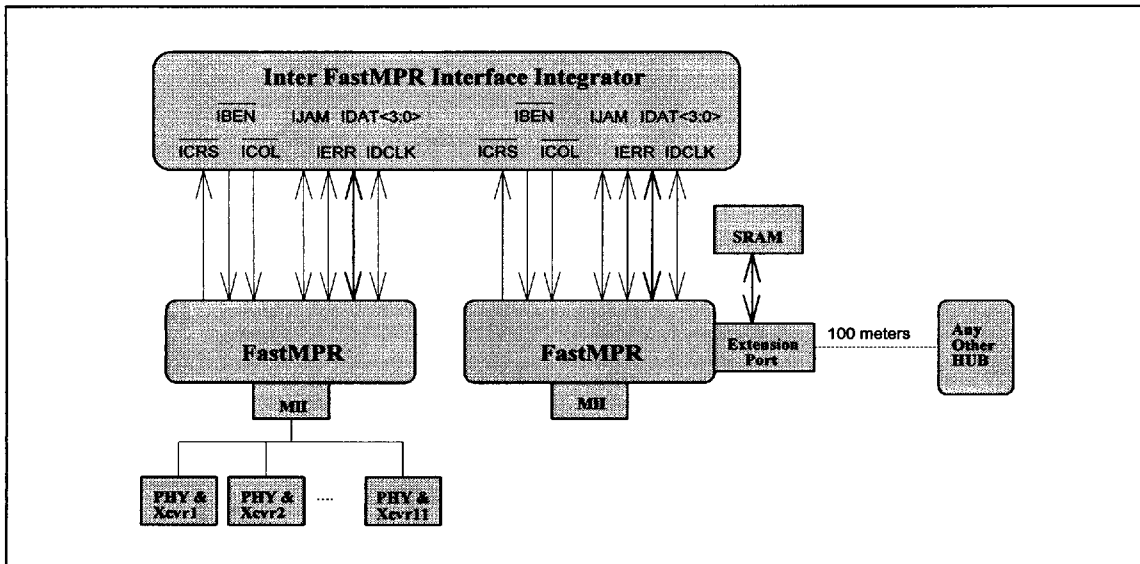 Inter FastMPR Interface Integrator
IBEN IJAM IDAT<3:0> IBEN IJAM IDAT<3:0>
ICRS ICOL IERR IDCLK ICRS ICOL IERR IDCLK
SRAM
FastMPR
FastMPR
Extension
Port
100 meters
Any
Other
HUB
MII
MII
PHY &
Xcvr1
PHY &
Xcvr2
....
PHY &
Xcvr11